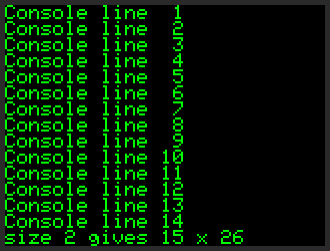 Console line  1
Console line  2
Console line  3
Console line  4
Console line  5
Console line  6
Console line  7
Console line  8
Console line  9
Console line 10
Console line 11
Console line 12
Console line 13
Console line 14
size 2 gives 15 x 26